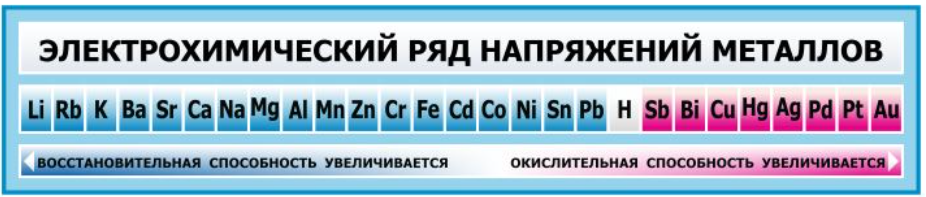 ЭЛЕКТРОХИМИЧЕСКИЙ РЯД НАПРЯЖЕНИЙ МЕТАЛЛОВ
Li Rb K Ba Sr Ca Na Mg Al Mn Zn Cr Fe Cd Co Ni Sn Pb H Sb Bi Cu Hg Ag Pd Pt Au
ВОССТАНОВИТЕЛЬНАЯ СПОСОБНОСТЬ УВЕЛИЧИВАЕТСЯ ОКИСЛИТЕЛЬНАЯ СПОСОБНОСТЬ УВЕЛИЧИВАЕТСЯ